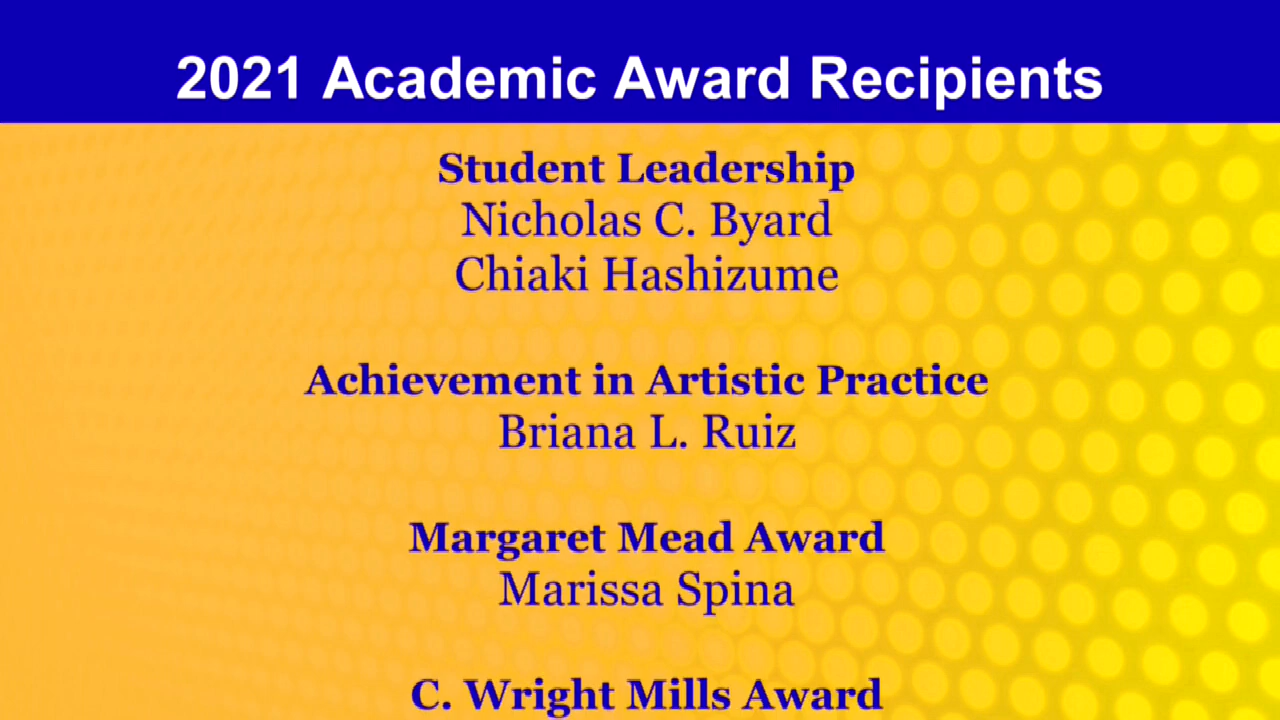 2021 Academic Award Recipients
Student Leadership
Nicholas C. Byard
Chiaki Hashizume
Achievement in Artistic Practice
Briana L. Ruiz
Margaret Mead Award
Marissa Spina
C. Wright Mills Award